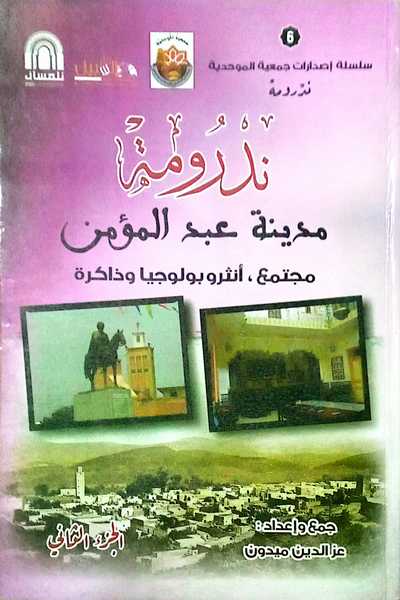 6
سلسلة إصدارات جمعية الموحدية
ندرومة
تلمسان
ندرومة
مدينة عبد المؤمن
مجتمع، أنثروبولوجيا وذاكرة
جمع وإعداد:
عز الدين ميدون
الجزء الثاني